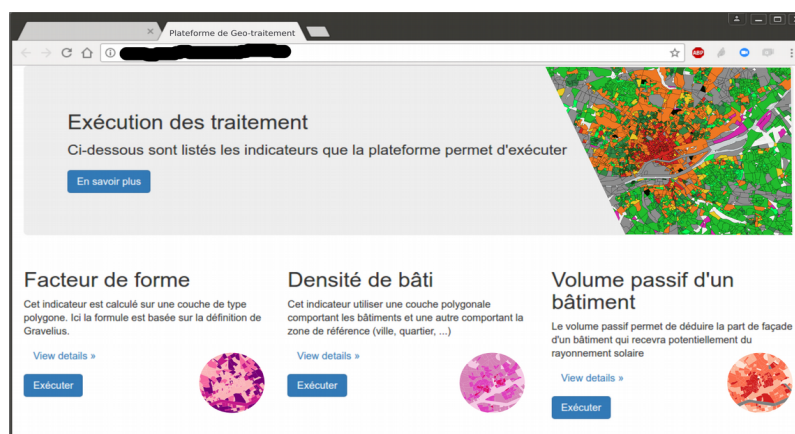 Plateforme de Geo-traitement
Exécution des traitement
Ci-dessous sont listés les indicateurs que la plateforme permet d'exécuter
En savoir plus
Facteur de forme
Cet indicateur est calculé sur une couche de type
polygone. Ici la formule est basée sur la définition de
Gravelius.
View details »
Exécuter
Densité de bâti
Cet indicateur utiliser une couche polygonale
comportant les bâtiments et une autre comportant la
zone de référence (ville, quartier, ...)
View details »
Exécuter
Volume passif d'un
bâtiment
Le volume passif permet de déduire la part de façade
d'un bâtiment qui recevra potentiellement du
rayonnement solaire
View details »
Exécuter
ABP